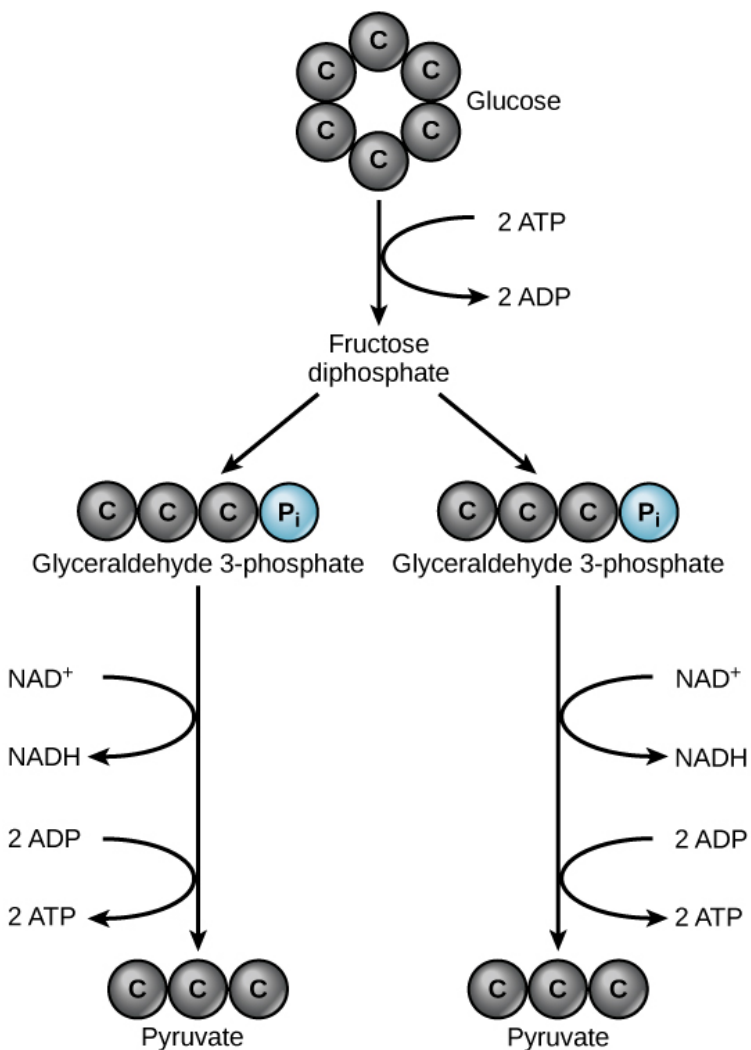 C
C
C
Glucose
C
C
C
2 ATP
2 ADP
Fructose
diphosphate
C C C Pi
C C C Pi
Glyceraldehyde 3-phosphate
Glyceraldehyde 3-phosphate
NAD⁺
NAD⁺
NADH
NADH
2 ADP
2 ADP
2 ATP
2 ATP
C C C
C C C
Pyruvate
Pyruvate